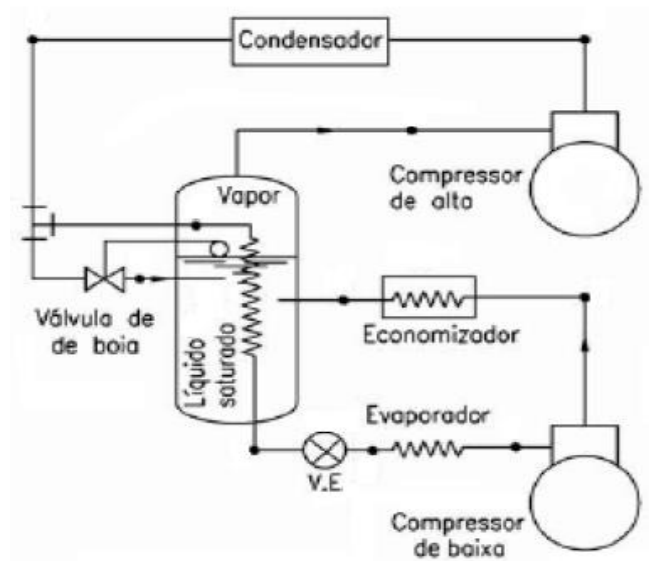 Condensador
Compressor
de alta
Vapor
Válvula de
de boia
Líquido
saturado
Economizador
Evaporador
V.E
Compressor
de baixa